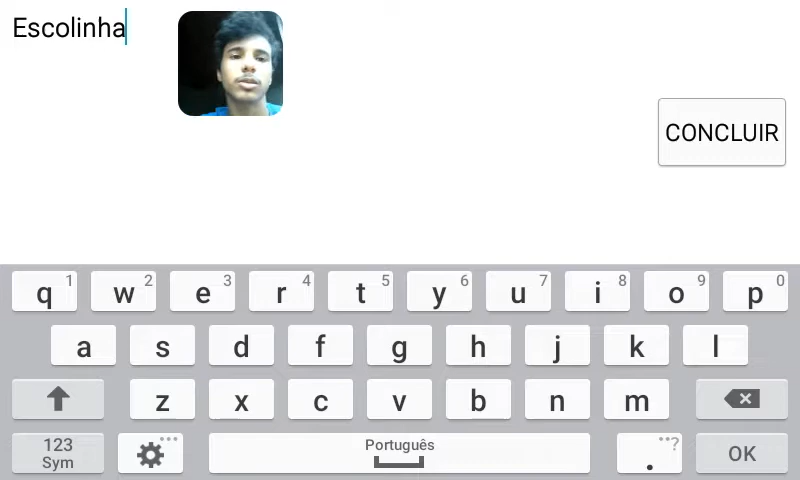 Escolinha
CONCLUIR
q 1 w 2 e 3 r 4 t 5 y 6 u 7 i 8 o 9 p 0
a s d f g h j k l
z x c v b n m
123
Sym
Português
. ?
OK